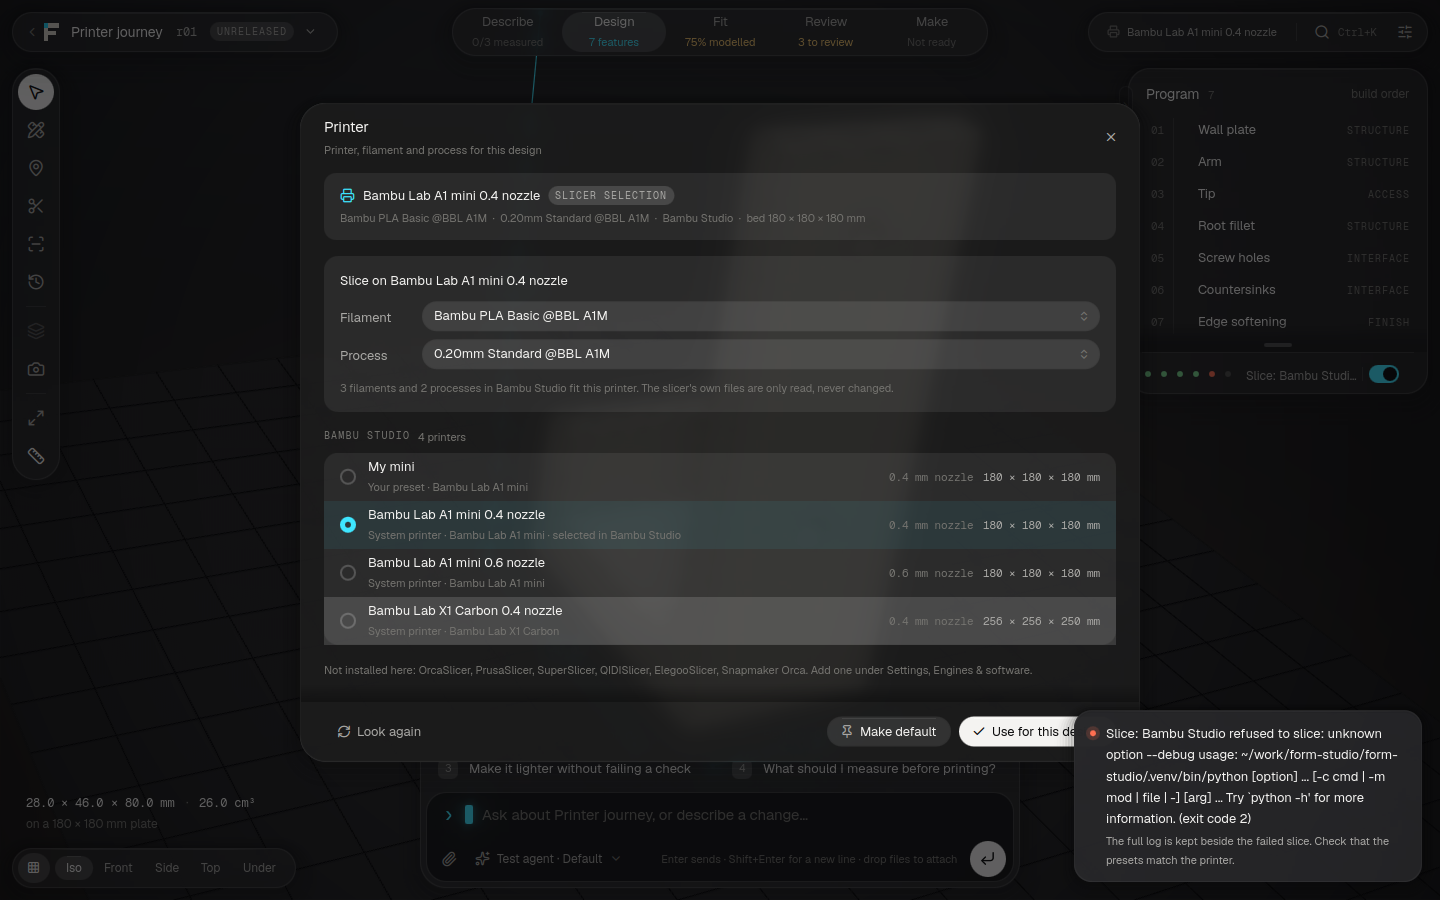 Printer journey r01 UNRELEASED
Describe
0/3 measured
Design
7 features
Fit
75% modelled
Review
3 to review
Make
Not ready
Bambu Lab A1 mini 0.4 nozzle
Ctrl+K
Printer
Printer, filament and process for this design
Bambu Lab A1 mini 0.4 nozzle SLICER SELECTION
Bambu PLA Basic @BBL A1M · 0.20mm Standard @BBL A1M · Bambu Studio · bed 180 × 180 × 180 mm
Slice on Bambu Lab A1 mini 0.4 nozzle
Filament Bambu PLA Basic @BBL A1M
Process 0.20mm Standard @BBL A1M
3 filaments and 2 processes in Bambu Studio fit this printer. The slicer's own files are only read, never changed.
BAMBU STUDIO 4 printers
My mini
Your preset · Bambu Lab A1 mini
0.4 mm nozzle 180 × 180 × 180 mm
Bambu Lab A1 mini 0.4 nozzle
System printer · Bambu Lab A1 mini · selected in Bambu Studio
0.4 mm nozzle 180 × 180 × 180 mm
Bambu Lab A1 mini 0.6 nozzle
System printer · Bambu Lab A1 mini
0.6 mm nozzle 180 × 180 × 180 mm
Bambu Lab X1 Carbon 0.4 nozzle
System printer · Bambu Lab X1 Carbon
0.4 mm nozzle 256 × 256 × 250 mm
Not installed here: OrcaSlicer, PrusaSlicer, SuperSlicer, QIDISlicer, ElegooSlicer, Snapmaker Orca. Add one under Settings, Engines & software.
Look again
Make default
Use for this de
Program 7 build order
01 Wall plate STRUCTURE
02 Arm STRUCTURE
03 Tip ACCESS
04 Root fillet STRUCTURE
05 Screw holes INTERFACE
06 Countersinks INTERFACE
07 Edge softening FINISH
Slice: Bambu Studi…
3 Make it lighter without failing a check
4 What should I measure before printing?
Ask about Printer journey, or describe a change…
Test agent · Default
Enter sends · Shift+Enter for a new line · drop files to attach
28.0 × 46.0 × 80.0 mm · 26.0 cm³
on a 180 × 180 mm plate
Iso Front Side Top Under
Slice: Bambu Studio refused to slice: unknown
option --debug usage: ~/work/form-studio/form-
studio/.venv/bin/python [option] … [-c cmd | -m
mod | file | -] [arg] … Try `python -h' for more
information. (exit code 2)
The full log is kept beside the failed slice. Check that the
presets match the printer.